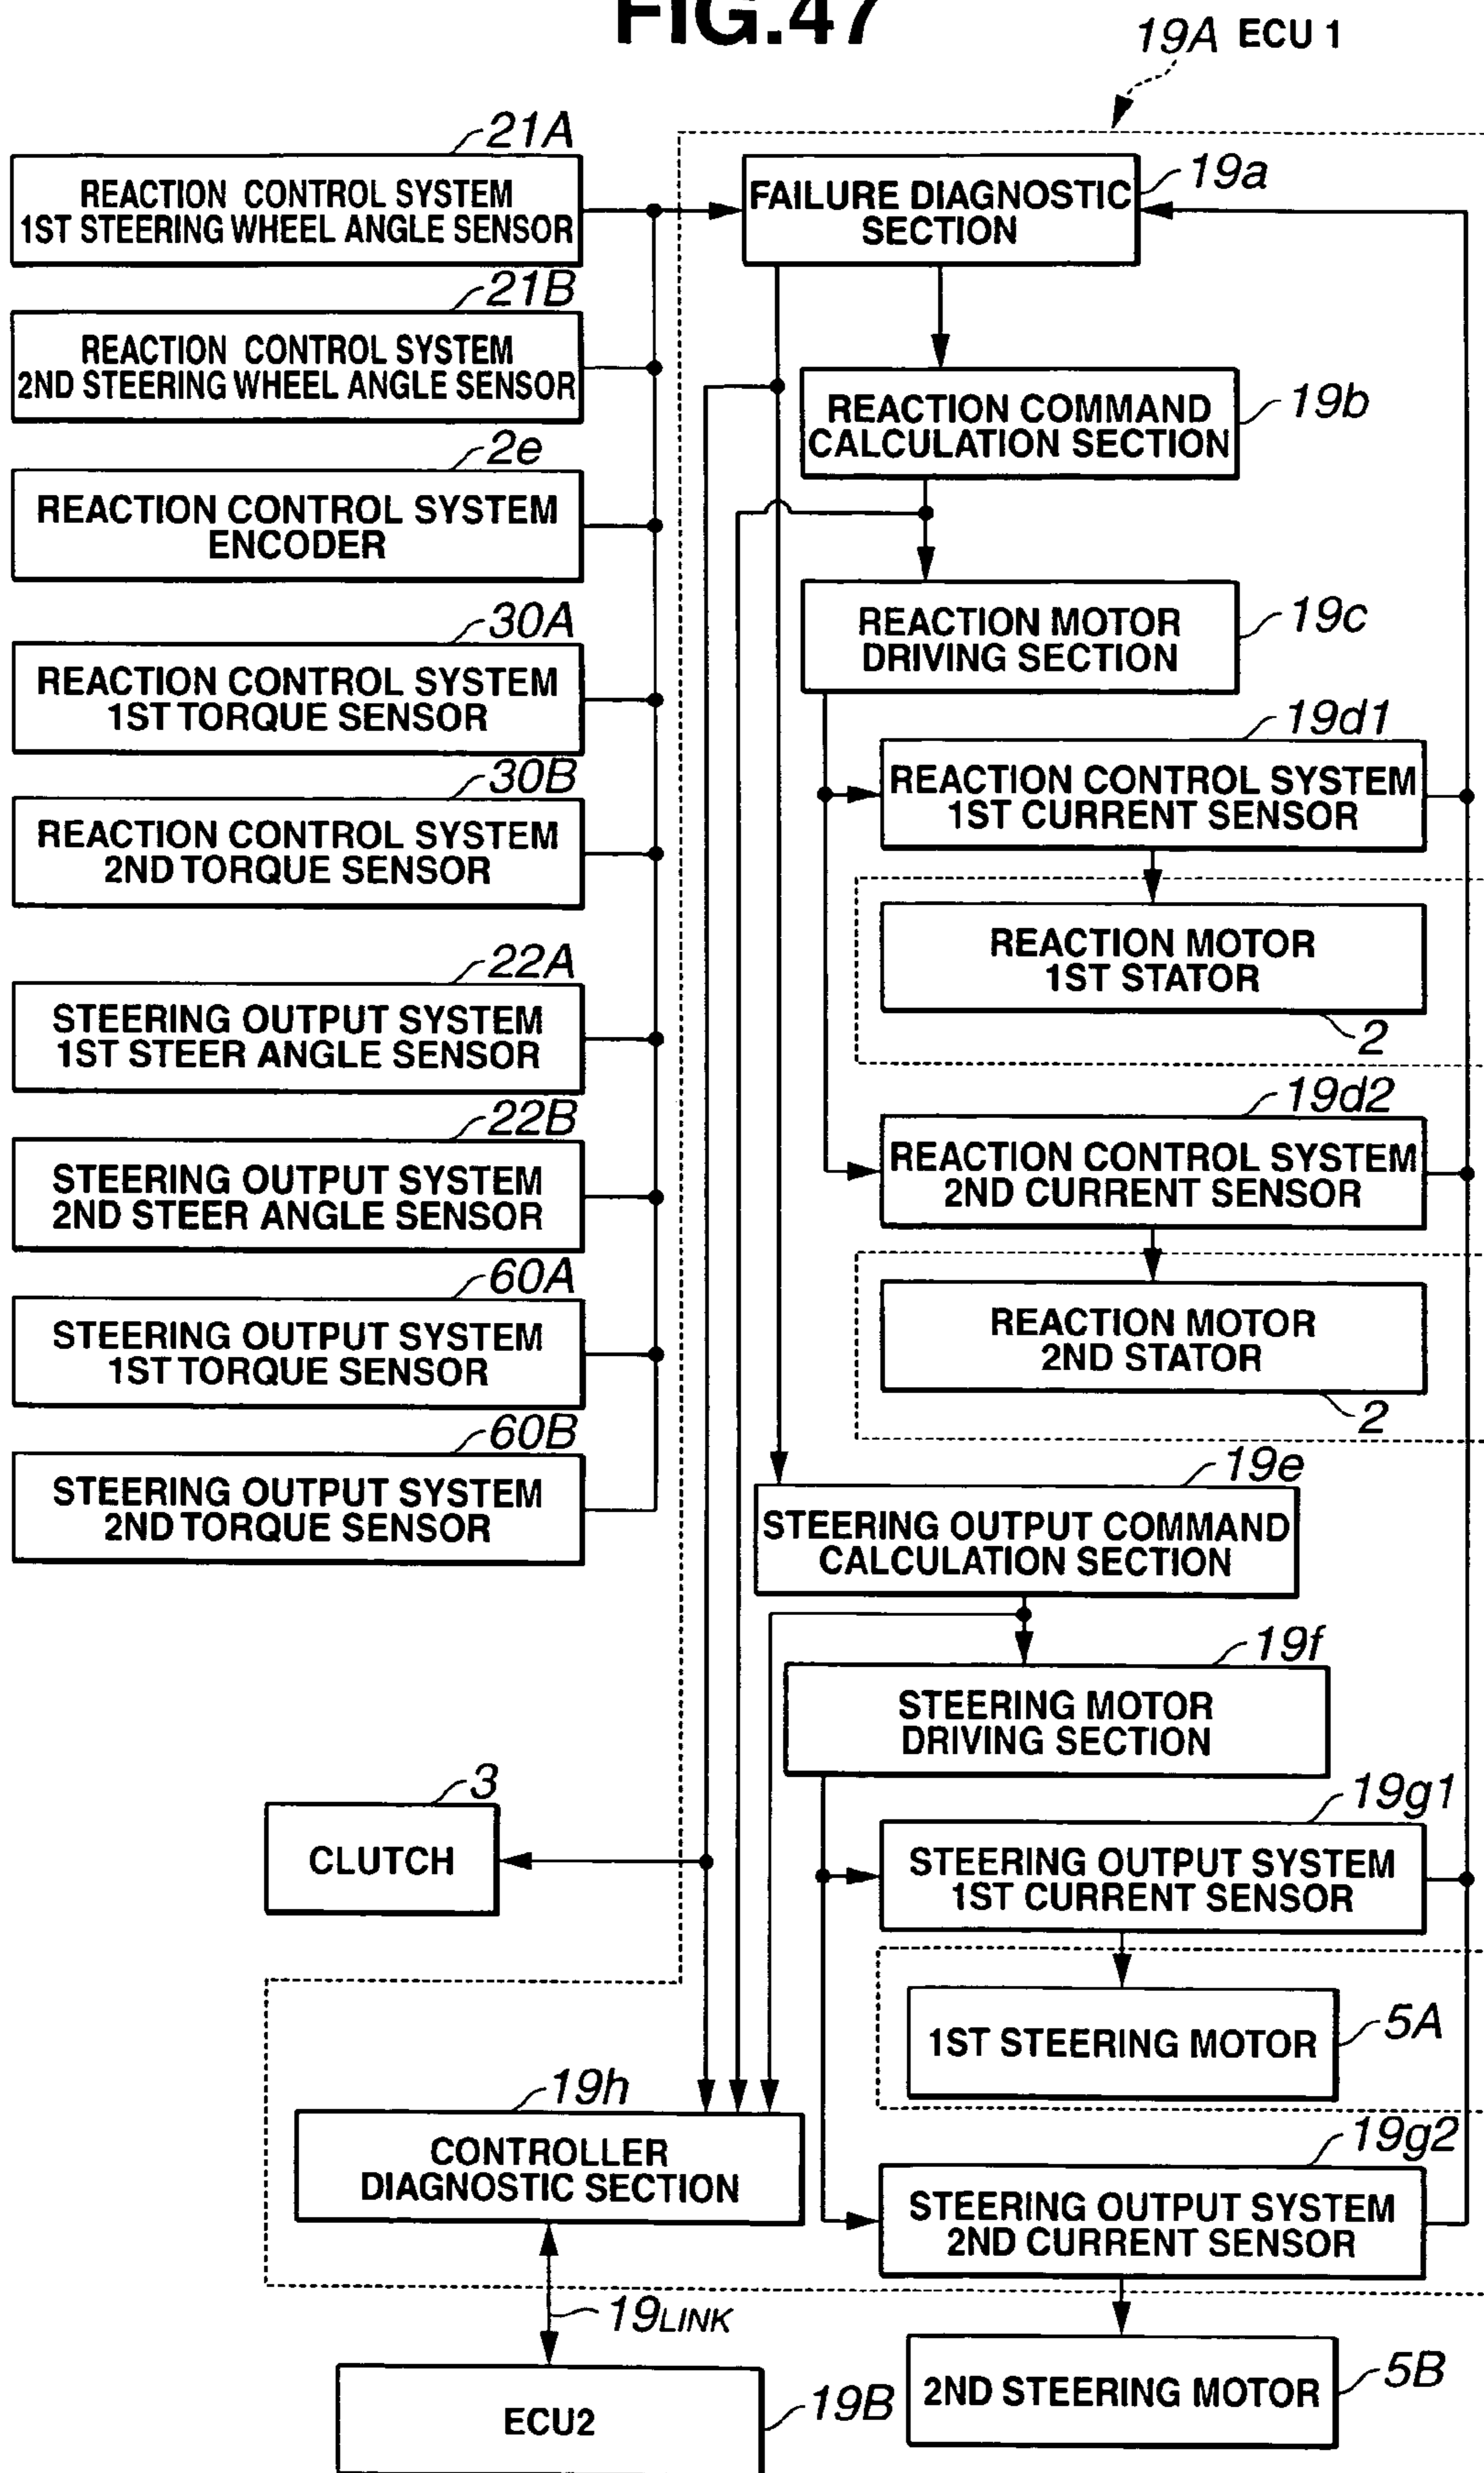 FIG.47
19A ECU 1
21A
REACTION CONTROL SYSTEM
1ST STEERING WHEEL ANGLE SENSOR
21B
REACTION CONTROL SYSTEM
2ND STEERING WHEEL ANGLE SENSOR
2e
REACTION CONTROL SYSTEM
ENCODER
30A
REACTION CONTROL SYSTEM
1ST TORQUE SENSOR
30B
REACTION CONTROL SYSTEM
2ND TORQUE SENSOR
22A
STEERING OUTPUT SYSTEM
1ST STEER ANGLE SENSOR
22B
STEERING OUTPUT SYSTEM
2ND STEER ANGLE SENSOR
60A
STEERING OUTPUT SYSTEM
1ST TORQUE SENSOR
60B
STEERING OUTPUT SYSTEM
2ND TORQUE SENSOR
3
CLUTCH
19a
FAILURE DIAGNOSTIC
SECTION
19b
REACTION COMMAND
CALCULATION SECTION
19c
REACTION MOTOR
DRIVING SECTION
19d1
REACTION CONTROL SYSTEM
1ST CURRENT SENSOR
REACTION MOTOR
1ST STATOR
2
19d2
REACTION CONTROL SYSTEM
2ND CURRENT SENSOR
REACTION MOTOR
2ND STATOR
2
19e
STEERING OUTPUT COMMAND
CALCULATION SECTION
19f
STEERING MOTOR
DRIVING SECTION
19g1
STEERING OUTPUT SYSTEM
1ST CURRENT SENSOR
1ST STEERING MOTOR
5A
19h
CONTROLLER
DIAGNOSTIC SECTION
19g2
STEERING OUTPUT SYSTEM
2ND CURRENT SENSOR
19LINK
ECU2
19B
2ND STEERING MOTOR
5B